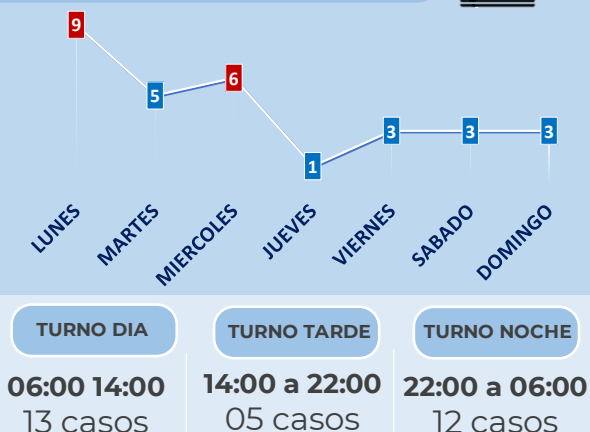 9
5
6
1
3
3
3
LUNES
MARTES
MIERCOLES
JUEVES
VIERNES
SABADO
DOMINGO
TURNO DIA
06:00 14:00
13 casos
TURNO TARDE
14:00 a 22:00
05 casos
TURNO NOCHE
22:00 a 06:00
12 casos